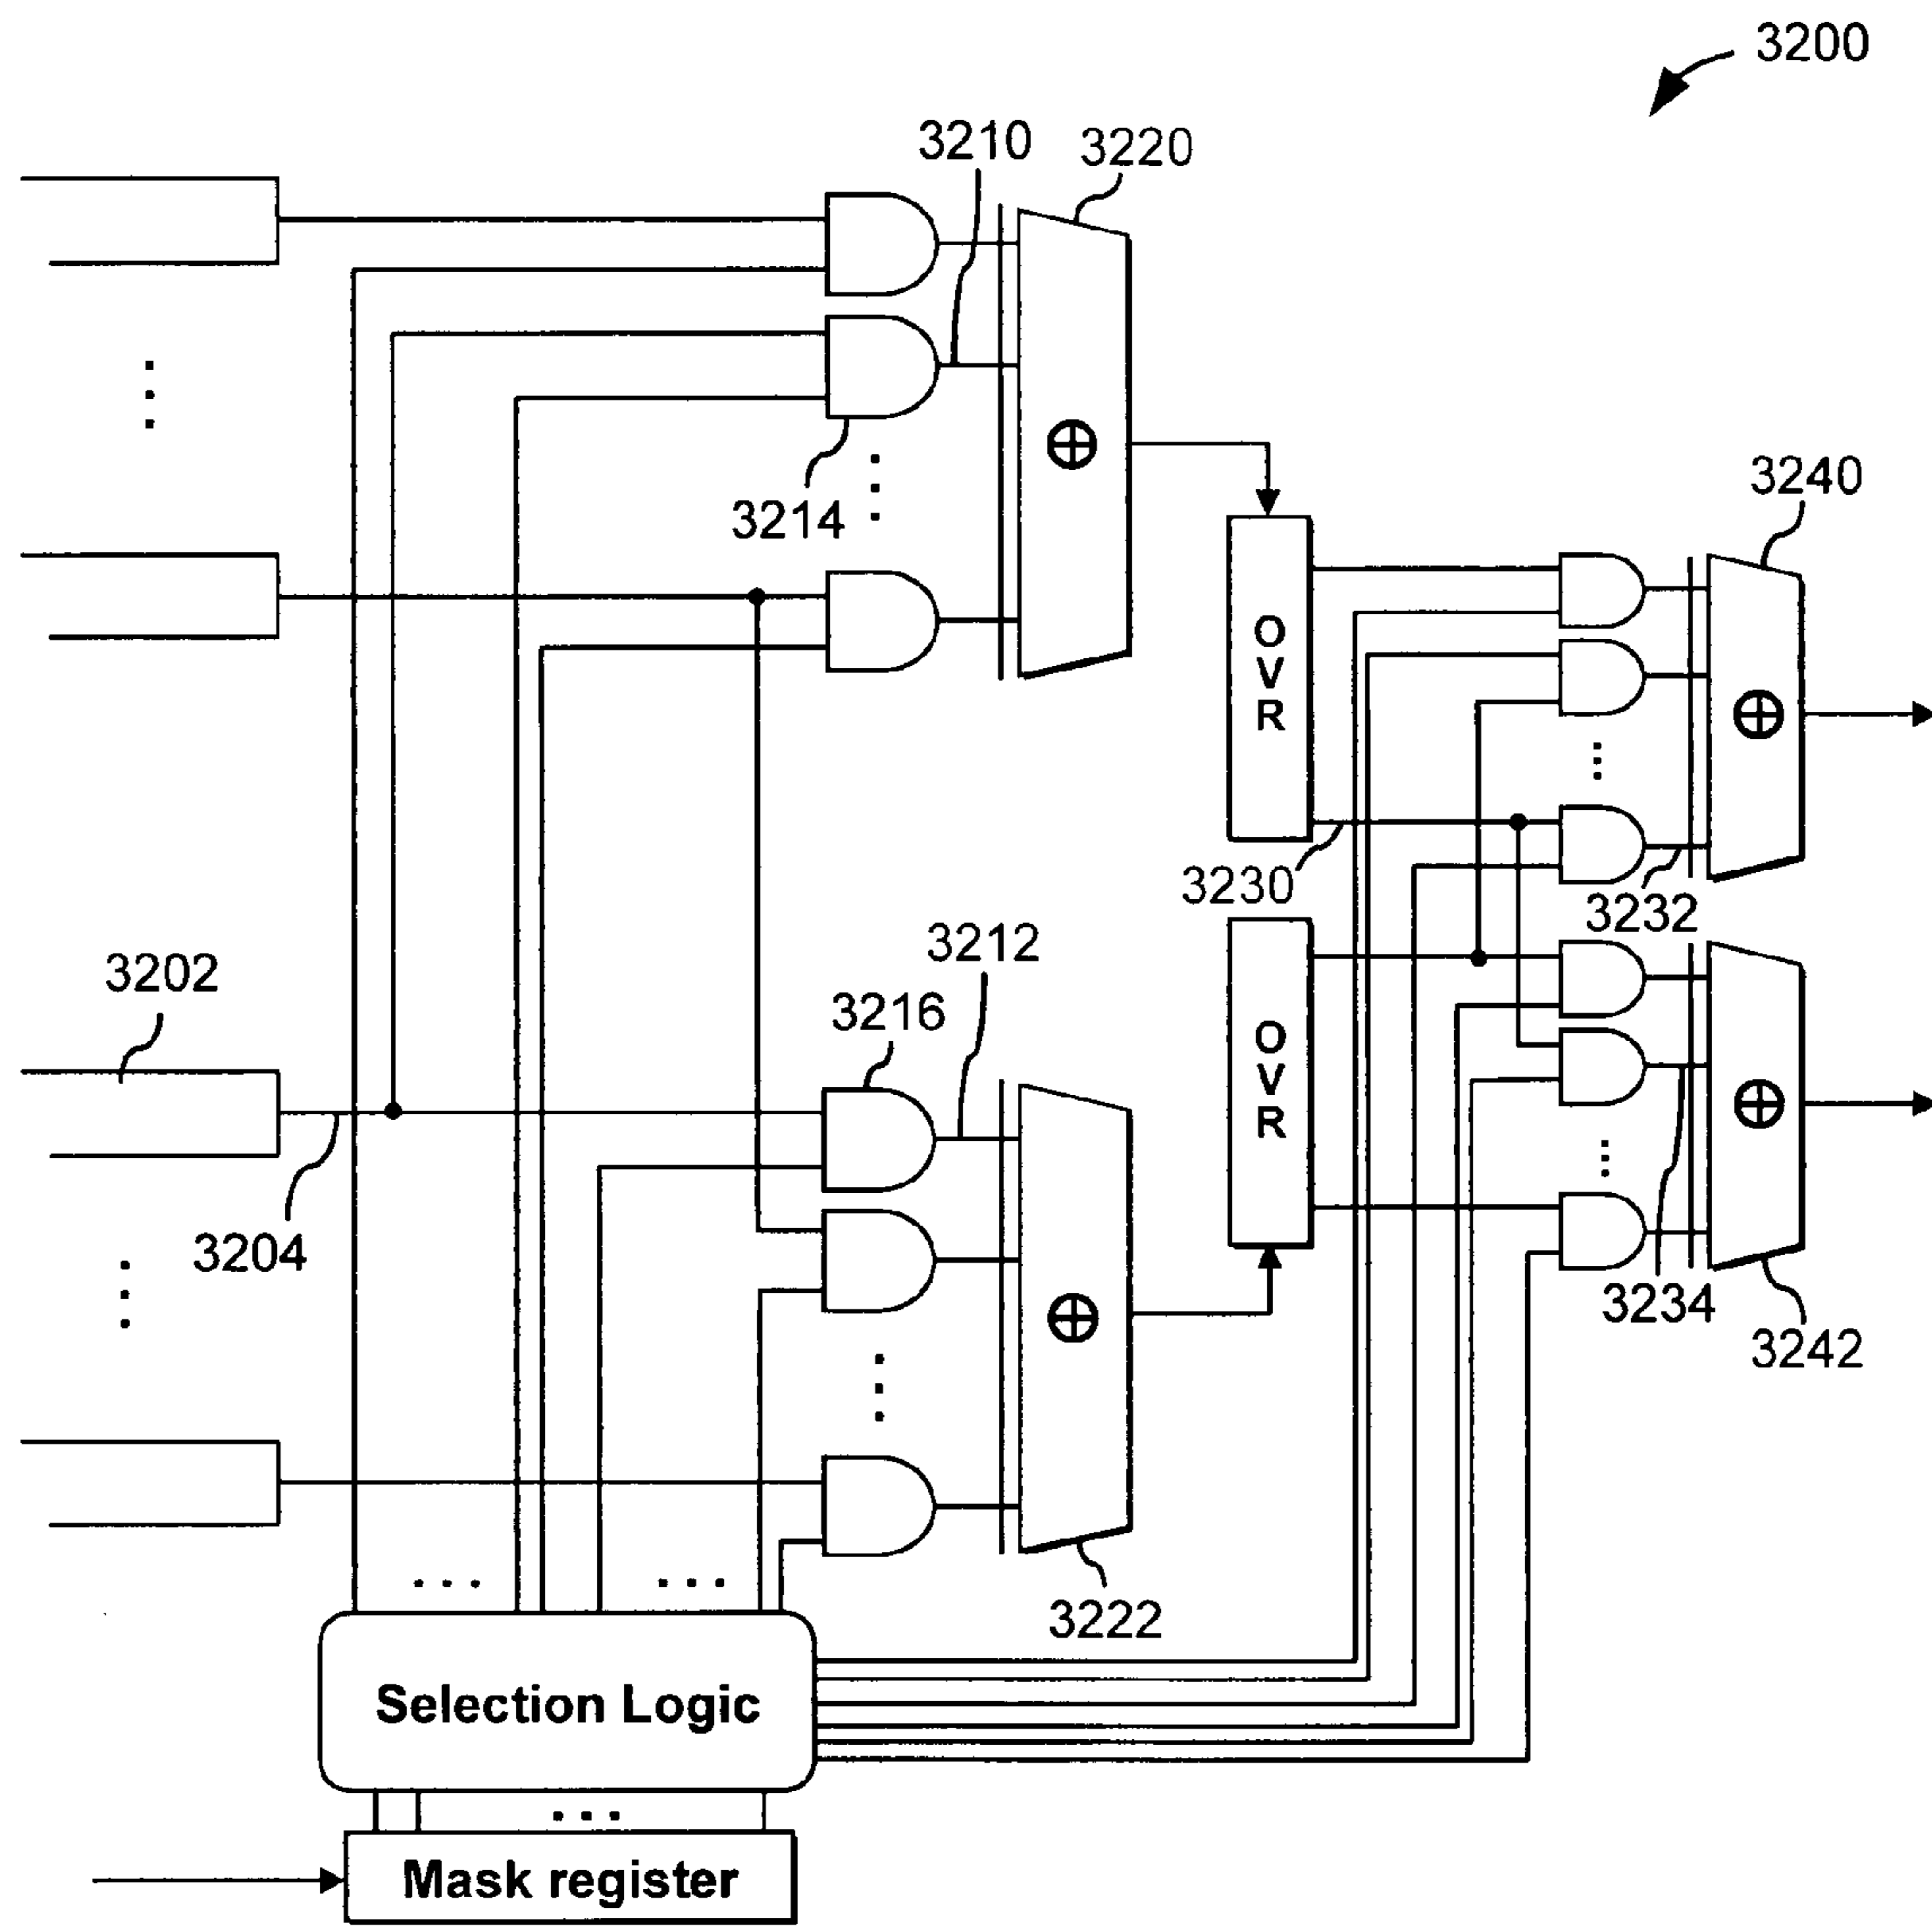 3200
3210
3220
3214
3240
O
V
R
3230
3232
3212
3202
3216
O
V
R
3204
3234
3242
3222
Selection Logic
Mask register